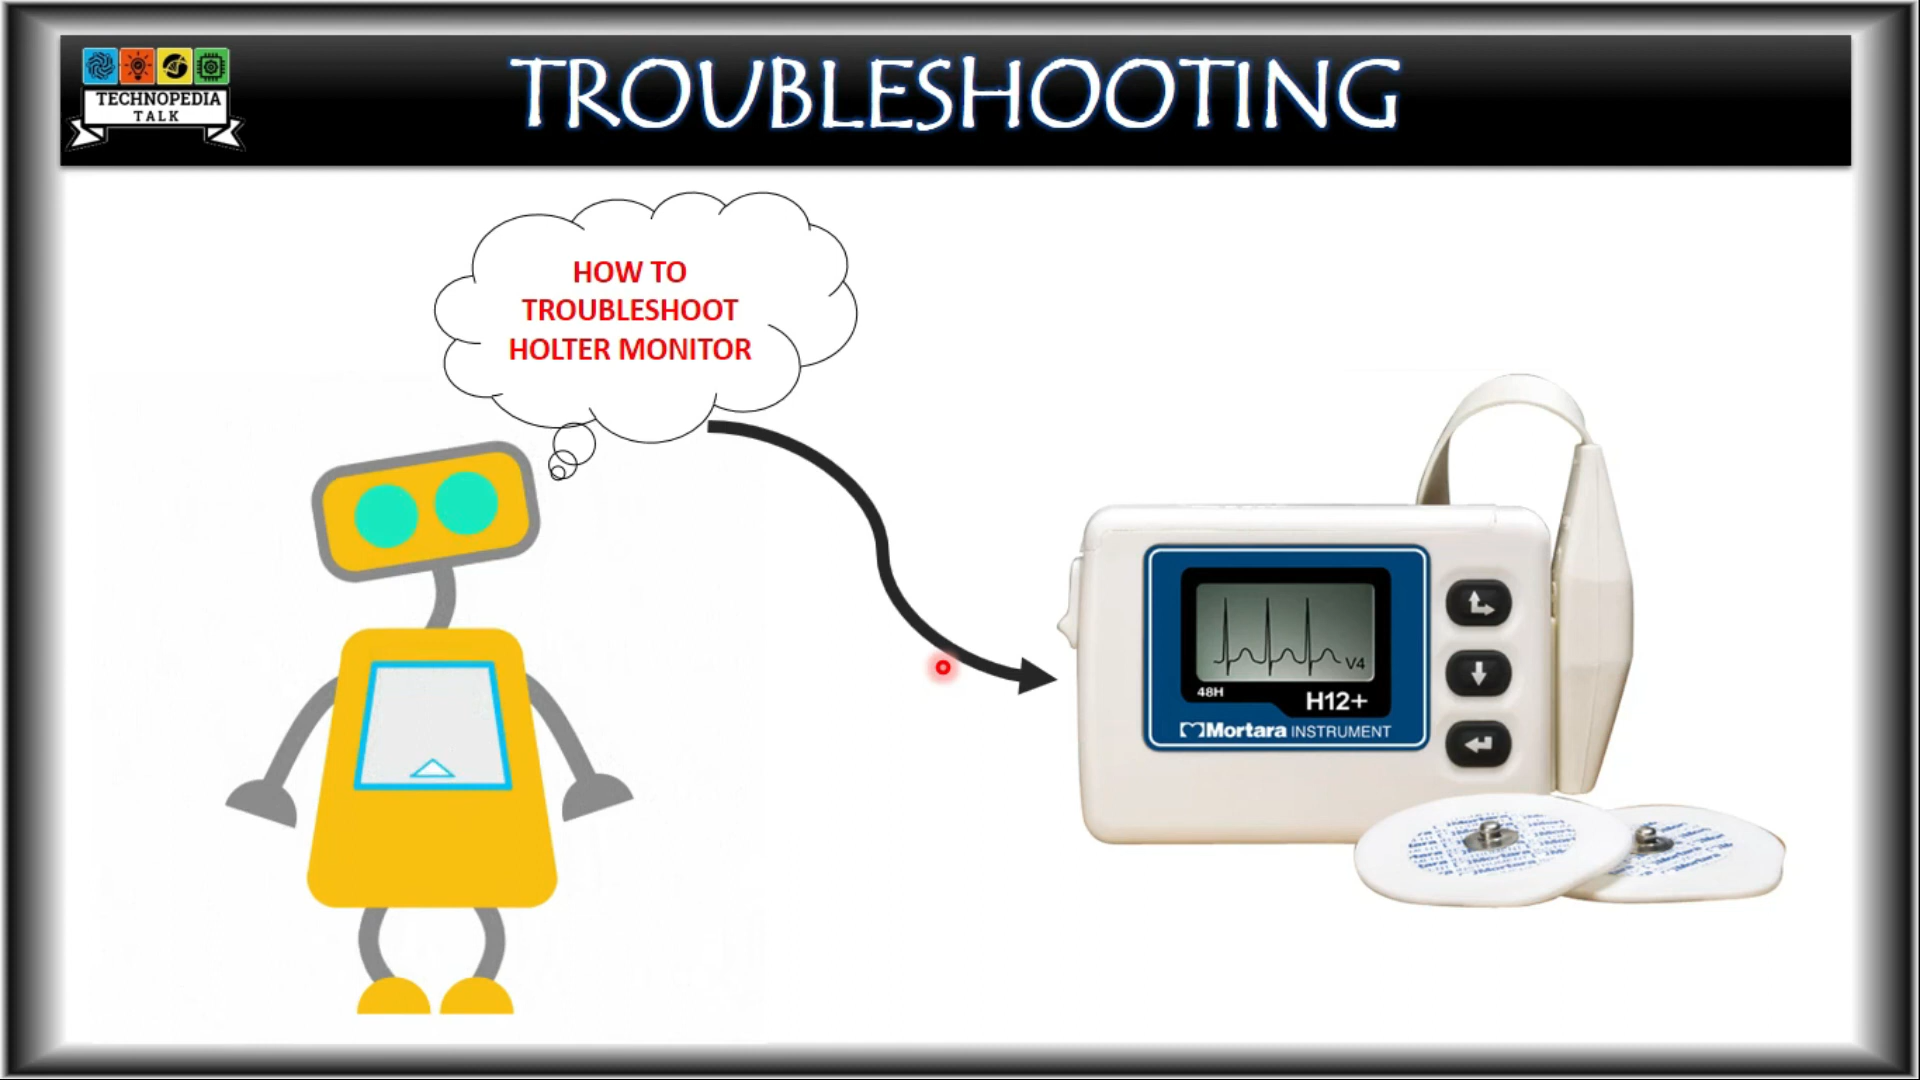 TECHNOPEDIA
TALK
TROUBLESHOOTING
HOW TO
TROUBLESHOOT
HOLTER MONITOR
V4
48H
H12+
Mortara INSTRUMENT